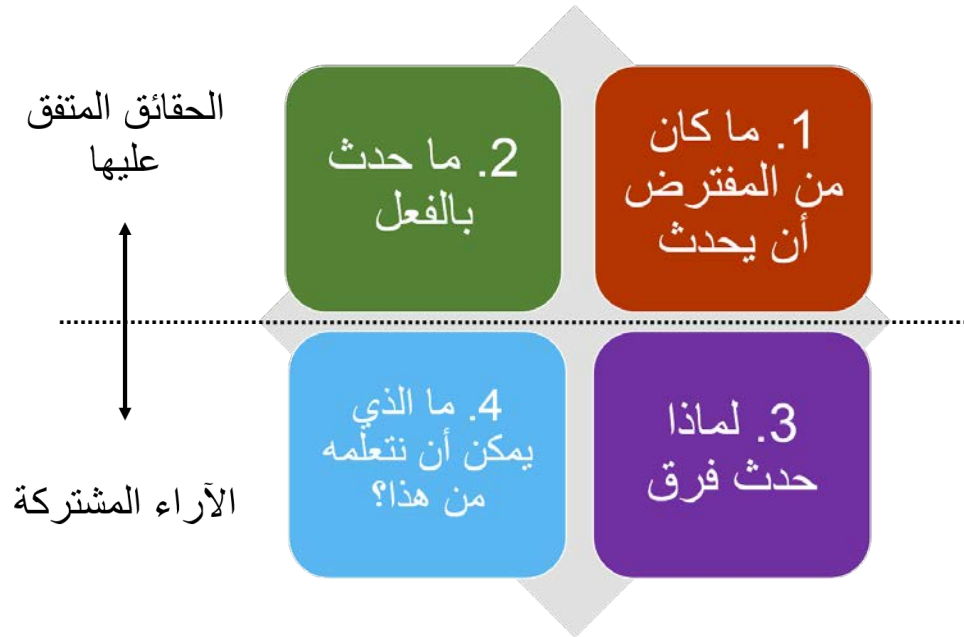 1. ما كان
من المفترض
أن يحدث
2. ما حدث
بالفعل
الحقائق المتفق
عليها
3. لماذا
حدث فرق
4. ما الذي
يمكن أن نتعلمه
من هذا؟
الآراء المشتركة